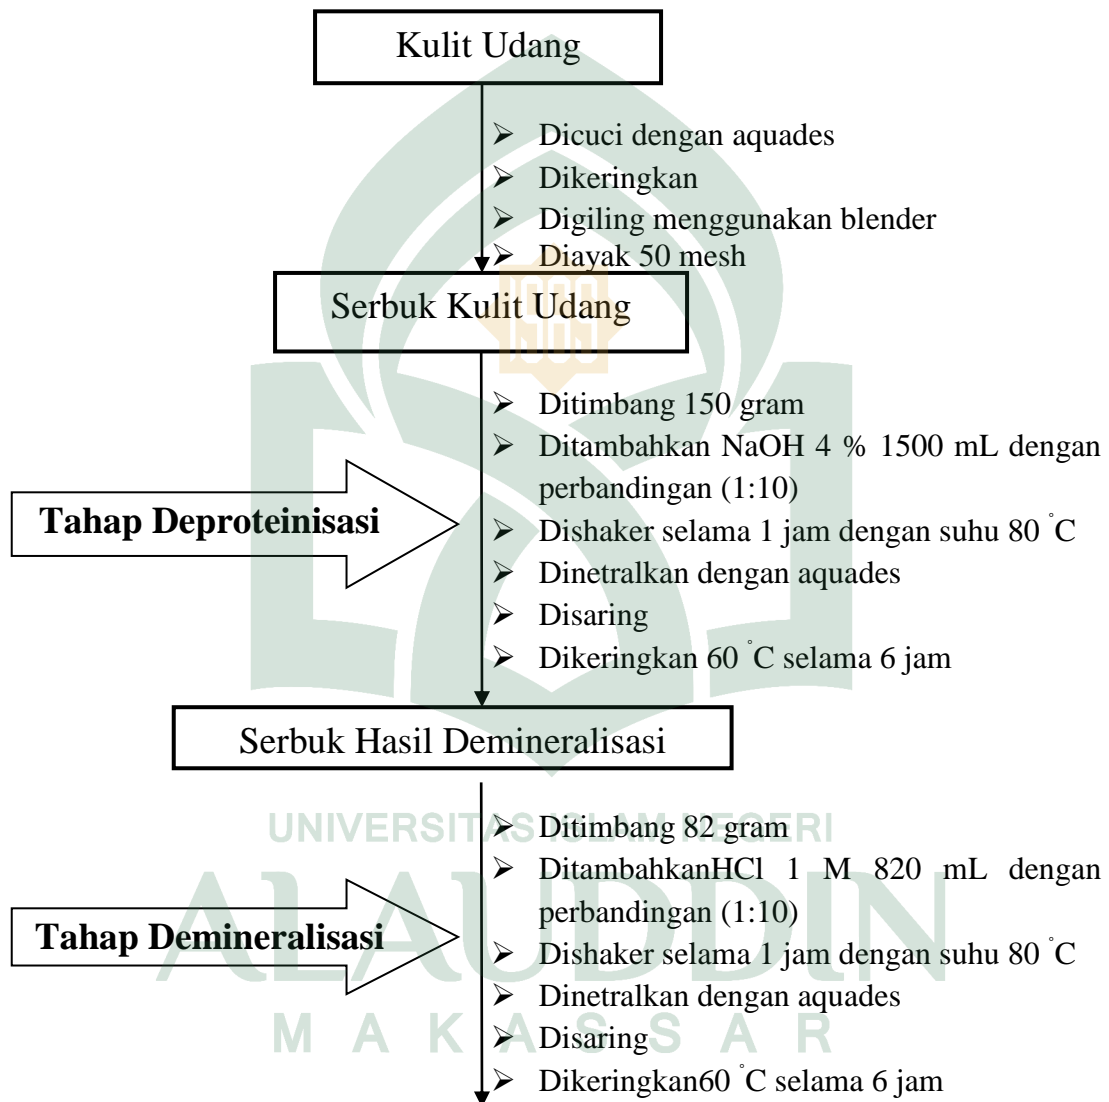 Kulit Udang
➢ Dicuci dengan aquades
➢ Dikeringkan
➢ Digiling menggunakan blender
➢ Diayak 50 mesh
Serbuk Kulit Udang
➢ Ditimbang 150 gram
➢ Ditambahkan NaOH 4 % 1500 mL dengan
perbandingan (1:10)
Tahap Deproteinisasi
➢ Dishaker selama 1 jam dengan suhu 80 °C
➢ Dinetralkan dengan aquades
➢ Disaring
➢ Dikeringkan 60 °C selama 6 jam
Serbuk Hasil Demineralisasi
UNIVERSITAS ISLAM NEGERI
ALAUDDIN
MAKASSAR
➢ Ditimbang 82 gram
➢ DitambahkanHCl 1 M 820 mL dengan
perbandingan (1:10)
Tahap Demineralisasi
➢ Dishaker selama 1 jam dengan suhu 80 °C
➢ Dinetralkan dengan aquades
➢ Disaring
➢ Dikeringkan60 °C selama 6 jam